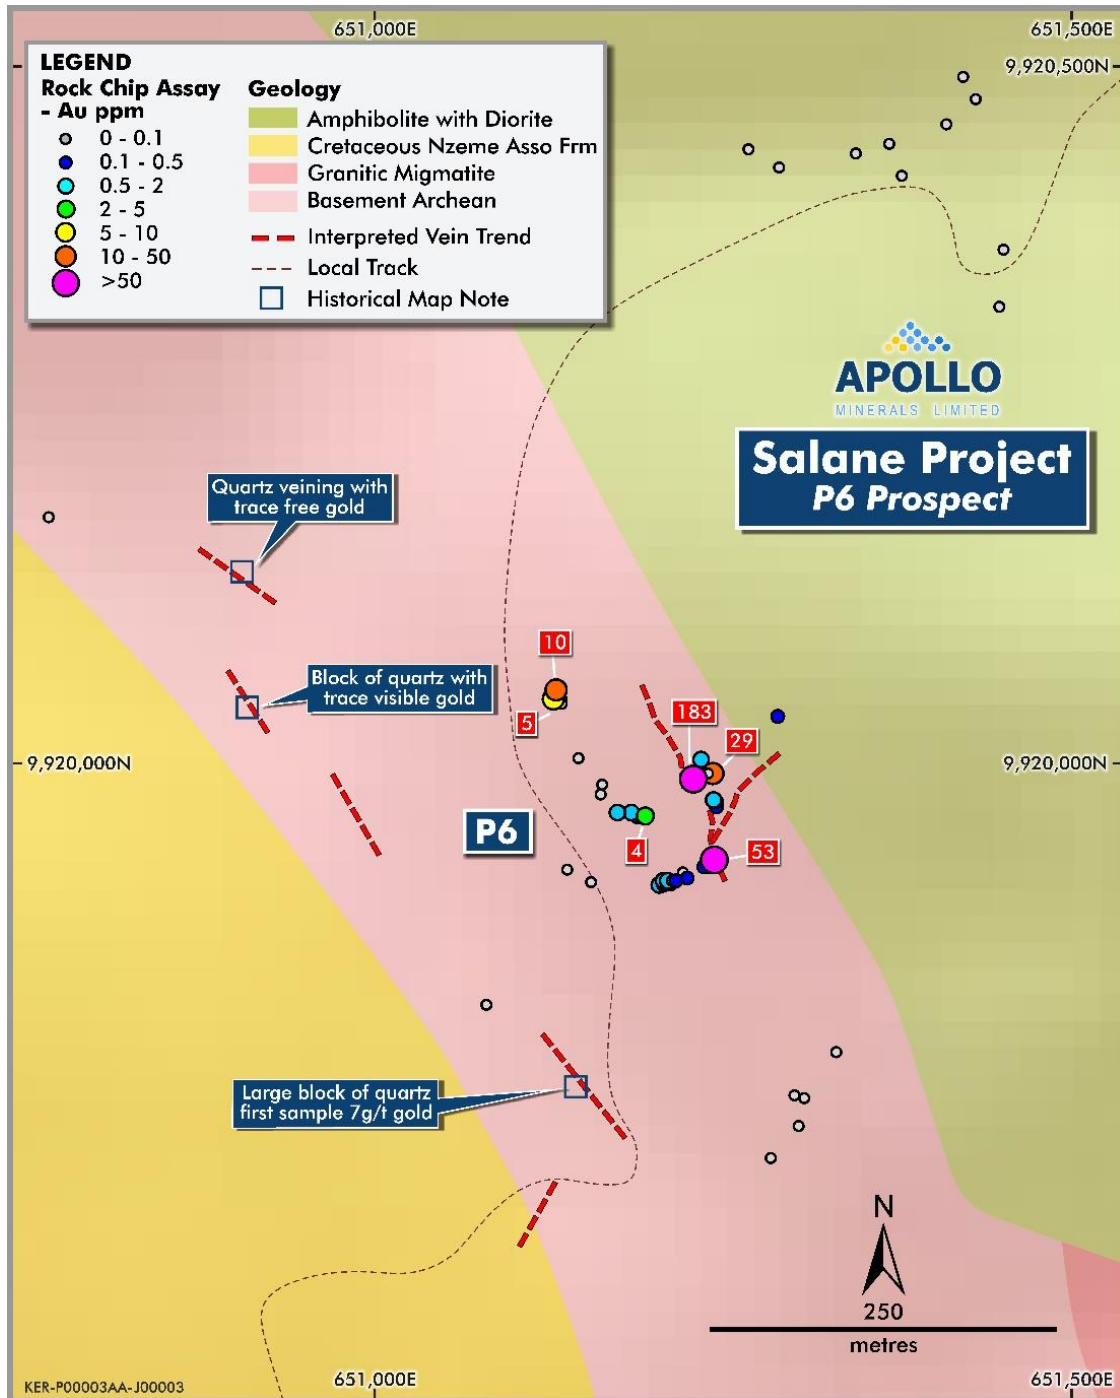 651,000E
651,500E
9,920,500N
LEGEND
Rock Chip Assay
- Au ppm
0 - 0.1
0.1 - 0.5
0.5 - 2
2 - 5
5 - 10
10 - 50
>50
Geology
Amphibolite with Diorite
Cretaceous Nzeme Asso Frm
Granitic Migmatite
Basement Archean
Interpreted Vein Trend
Local Track
Historical Map Note
APOLLO
MINERALS LIMITED
Salane Project
P6 Prospect
Quartz veining with
trace free gold
Block of quartz with
trace visible gold
10
5
183
29
9,920,000N
9,920,000N
P6
4
53
Large block of quartz
first sample 7g/t gold
N
250
metres
KER-P00003AA-J00003
651,000E
651,500E